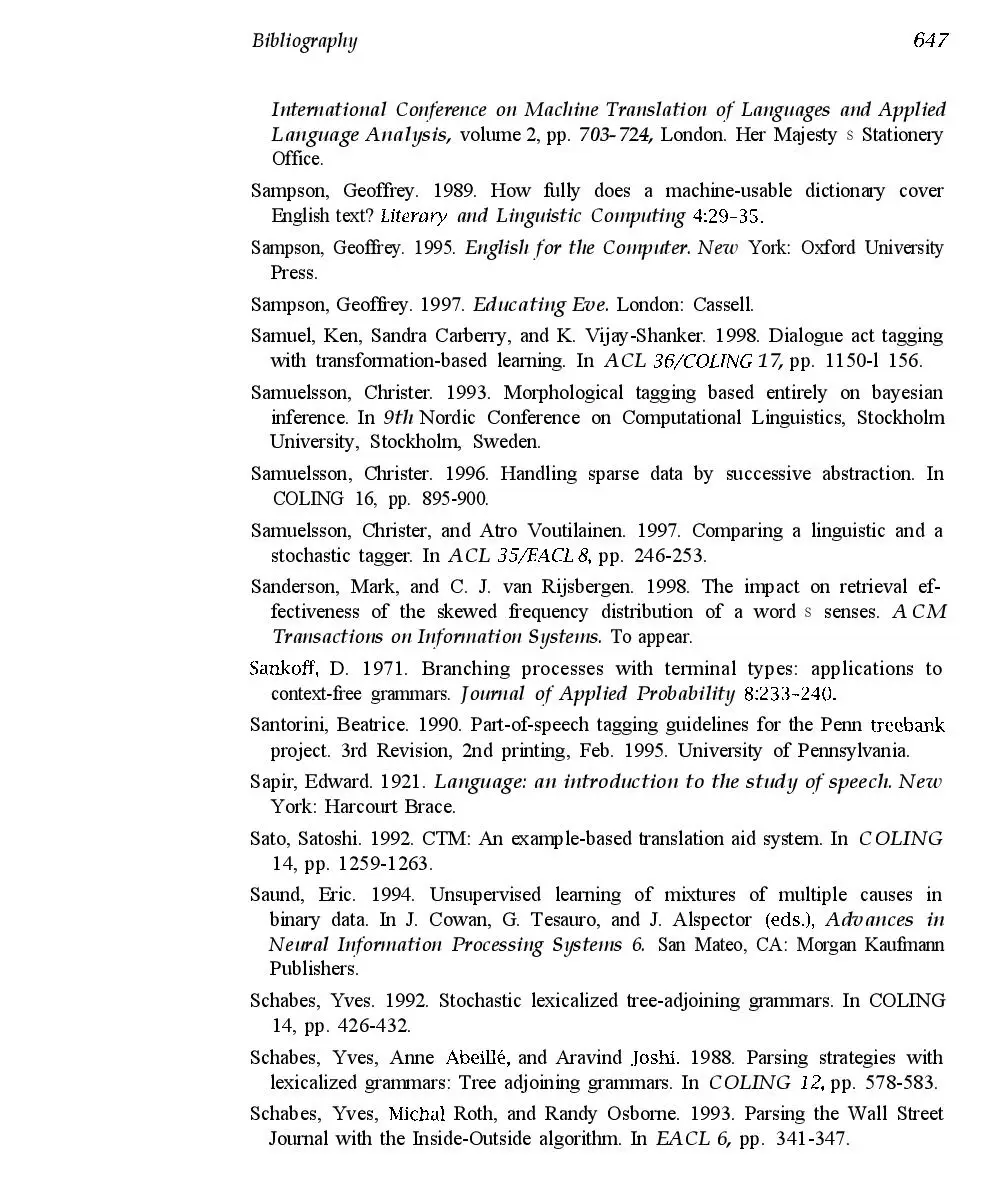 Bibliography 647
International Conference on Machine Translation of Languages and Applied
Language Analysis, volume 2, pp. 703-724, London. Her Majesty s Stationery
Office.
Sampson, Geoffrey. 1989. How fully does a machine-usable dictionary cover
English text? Literary and Linguistic Computing 4:29-35.
Sampson, Geoffrey. 1995. English for the Computer. New York: Oxford University
Press.
Sampson, Geoffrey. 1997. Educating Eve. London: Cassell.
Samuel, Ken, Sandra Carberry, and K. Vijay-Shanker. 1998. Dialogue act tagging
with transformation-based learning. In ACL 36/COLING 17, pp. 1150-l 156.
Samuelsson, Christer. 1993. Morphological tagging based entirely on bayesian
inference. In 9th Nordic Conference on Computational Linguistics, Stockholm
University, Stockholm, Sweden.
Samuelsson, Christer. 1996. Handling sparse data by successive abstraction. In
COLING 16, pp. 895-900.
Samuelsson, Christer, and Atro Voutilainen. 1997. Comparing a linguistic and a
stochastic tagger. In ACL 35/EACL 8, pp. 246-253.
Sanderson, Mark, and C. J. van Rijsbergen. 1998. The impact on retrieval ef-
fectiveness of the skewed frequency distribution of a word s senses. ACM
Transactions on Information Systems. To appear.
Sankoff, D. 1971. Branching processes with terminal types: applications to
context-free grammars. Journal of Applied Probability 8:233-240.
Santorini, Beatrice. 1990. Part-of-speech tagging guidelines for the Penn treebank
project. 3rd Revision, 2nd printing, Feb. 1995. University of Pennsylvania.
Sapir, Edward. 1921. Language: an introduction to the study of speech. New
York: Harcourt Brace.
Sato, Satoshi. 1992. CTM: An example-based translation aid system. In COLING
14, pp. 1259-1263.
Saund, Eric. 1994. Unsupervised learning of mixtures of multiple causes in
binary data. In J. Cowan, G. Tesauro, and J. Alspector (eds.), Advances in
Neural Information Processing Systems 6. San Mateo, CA: Morgan Kaufmann
Publishers.
Schabes, Yves. 1992. Stochastic lexicalized tree-adjoining grammars. In COLING
14, pp. 426-432.
Schabes, Yves, Anne Abeillé, and Aravind Joshi. 1988. Parsing strategies with
lexicalized grammars: Tree adjoining grammars. In COLING 12, pp. 578-583.
Schabes, Yves, Michal Roth, and Randy Osborne. 1993. Parsing the Wall Street
Journal with the Inside-Outside algorithm. In EACL 6, pp. 341-347.